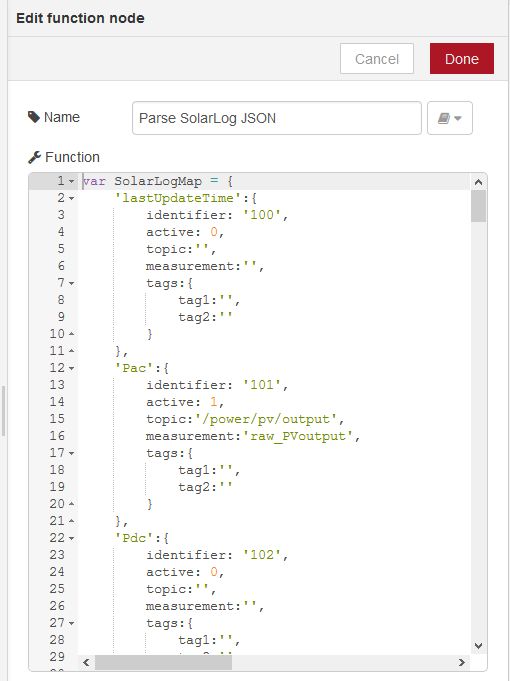 Edit function node
Cancel
Done
Name
Parse SolarLog JSON
Function
1 var SolarLogMap = {
2 'lastUpdateTime':{
3 identifier: '100',
4 active: 0,
5 topic:'',
6 measurement:'',
7 tags:{
8 tag1:'',
9 tag2:''
10 }
11 },
12 'Pac':{
13 identifier: '101',
14 active: 1,
15 topic:'/power/pv/output',
16 measurement:'raw_PVoutput',
17 tags:{
18 tag1:'',
19 tag2:''
20 }
21 },
22 'Pdc':{
23 identifier: '102',
24 active: 0,
25 topic:'',
26 measurement:'',
27 tags:{
28 tag1:'',
29